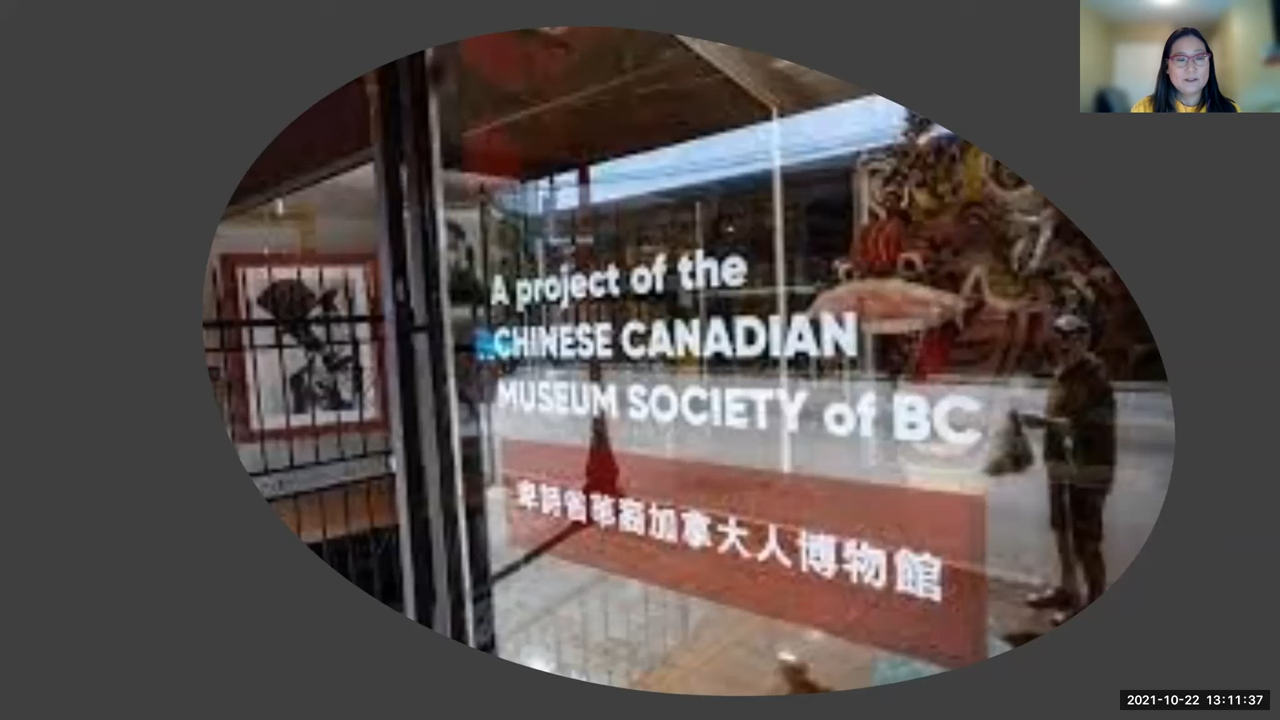 A project of the
CHINESE CANADIAN
MUSEUM SOCIETY of BC
卑詩省華裔加拿大人博物館
2021-10-22 13:11:37